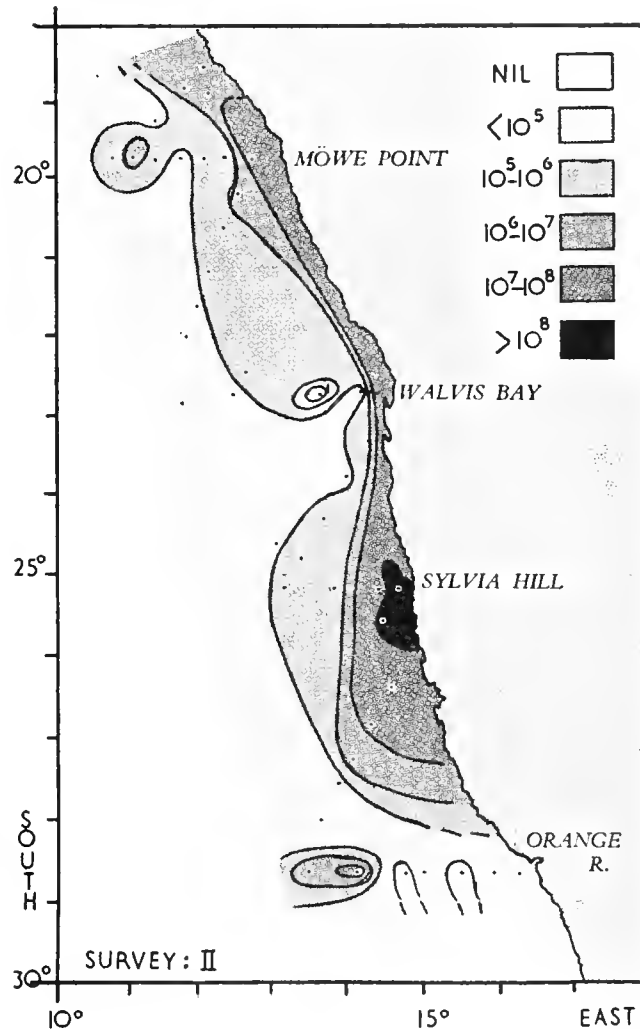 NIL
<10⁵
10⁵-10⁶
MÖWE POINT
20°
10⁶-10⁷
10⁷-10⁸
>10⁸
WALVIS BAY
25°
SYLVIA HILL
SOUTH
ORANGE
R.
SURVEY: II
30°
10°
15°
EAST